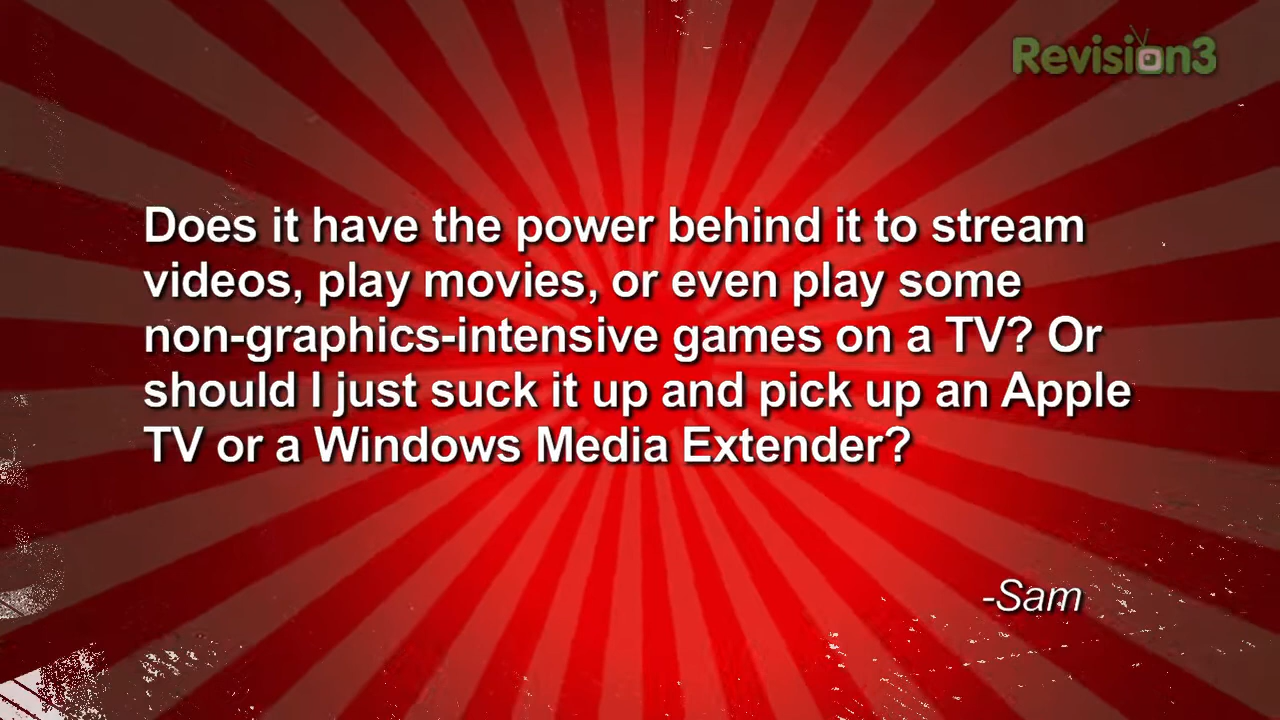 Revision3
Does it have the power behind it to stream
videos, play movies, or even play some
non-graphics-intensive games on a TV? Or
should I just suck it up and pick up an Apple
TV or a Windows Media Extender?
-Sam